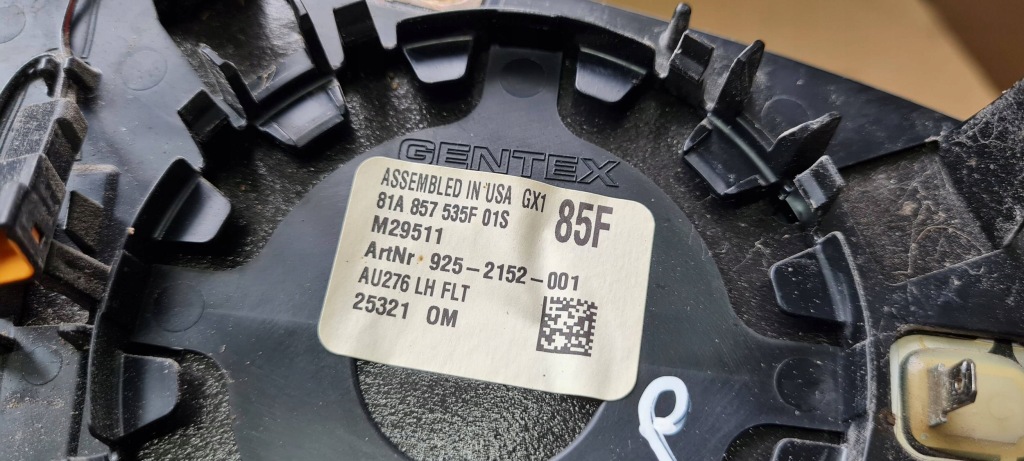 GENTEX
ASSEMBLED IN USA GX1
81A 857 535F 01S 85F
M29511
ArtNr 925-2152-001
AU276 LH FLT
25321 OM